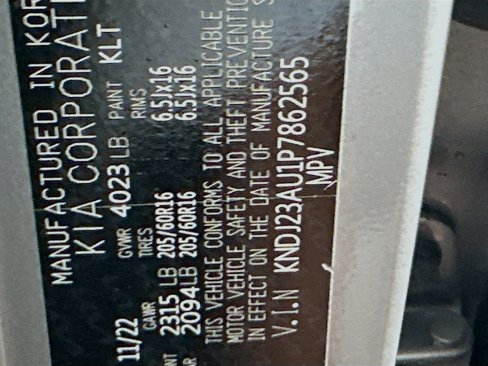 MANUFACTURED IN KOR
KIA CORPORATI
11/22 GVWR 4023 LB PAINT KLT
GAWR TIRES RIMS
NT 2315 LB 205/60R16 6.5Jx16
AR 2094LB 205/60R16 6.5Jx16
THIS VEHICLE CONFORMS TO ALL APPLICABLE
MOTOR VEHICLE SAFETY AND THEFT PREVENTIO
IN EFFECT ON THE DATE OF MANUFACTURE S
V.I.N KNDJ23AU1P7862565
MPV